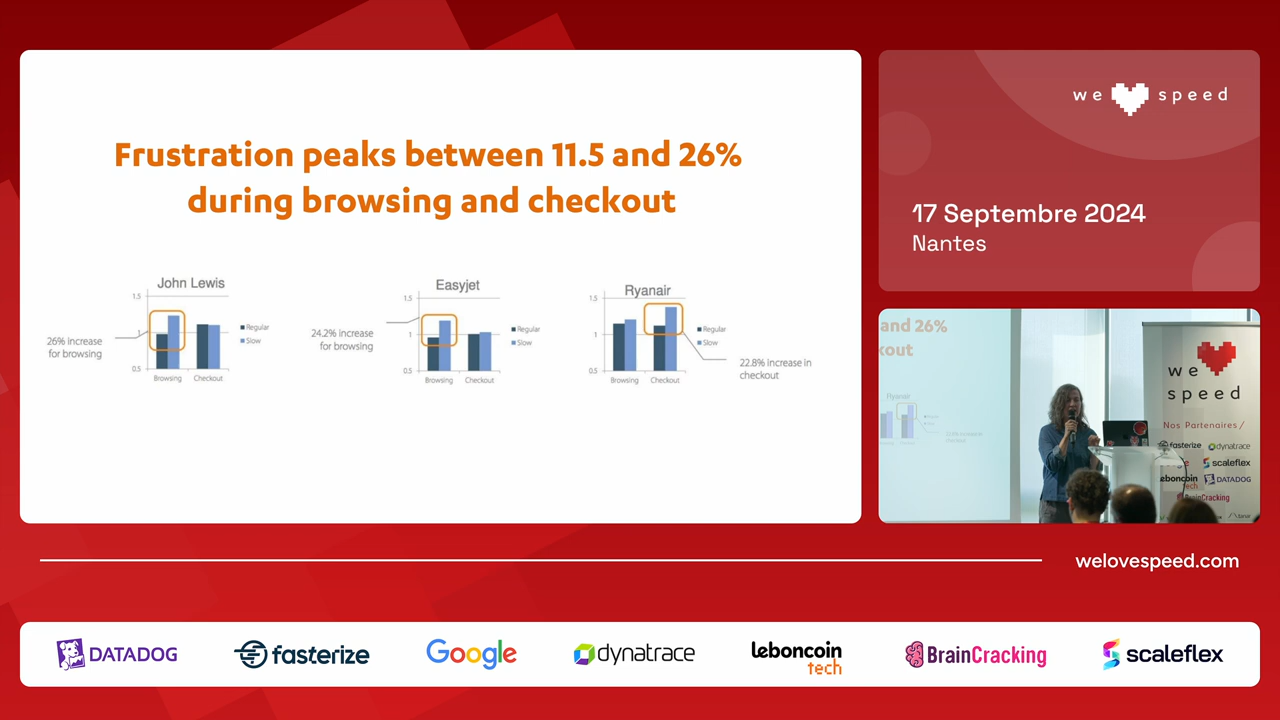 Frustration peaks between 11.5 and 26%
during browsing and checkout
John Lewis
1.5
1
0.5
Browsing
Checkout
Regular
Slow
26% increase
for browsing
Easyjet
1.5
1
0.5
Browsing
Checkout
Regular
Slow
24.2% increase
for browsing
Ryanair
1.5
1
0.5
Browsing
Checkout
Regular
Slow
22.8% increase in
checkout
we speed
17 Septembre 2024
Nantes
and 26%
kout
Ryanair
we
speed
Nos Partenaires/
fasterize
dynatrace
scaleflex
leboncoin
tech
DATADOG
BrainCracking
welovespeed.com
DATADOG
fasterize
Google
dynatrace
leboncoin
tech
BrainCracking
scaleflex